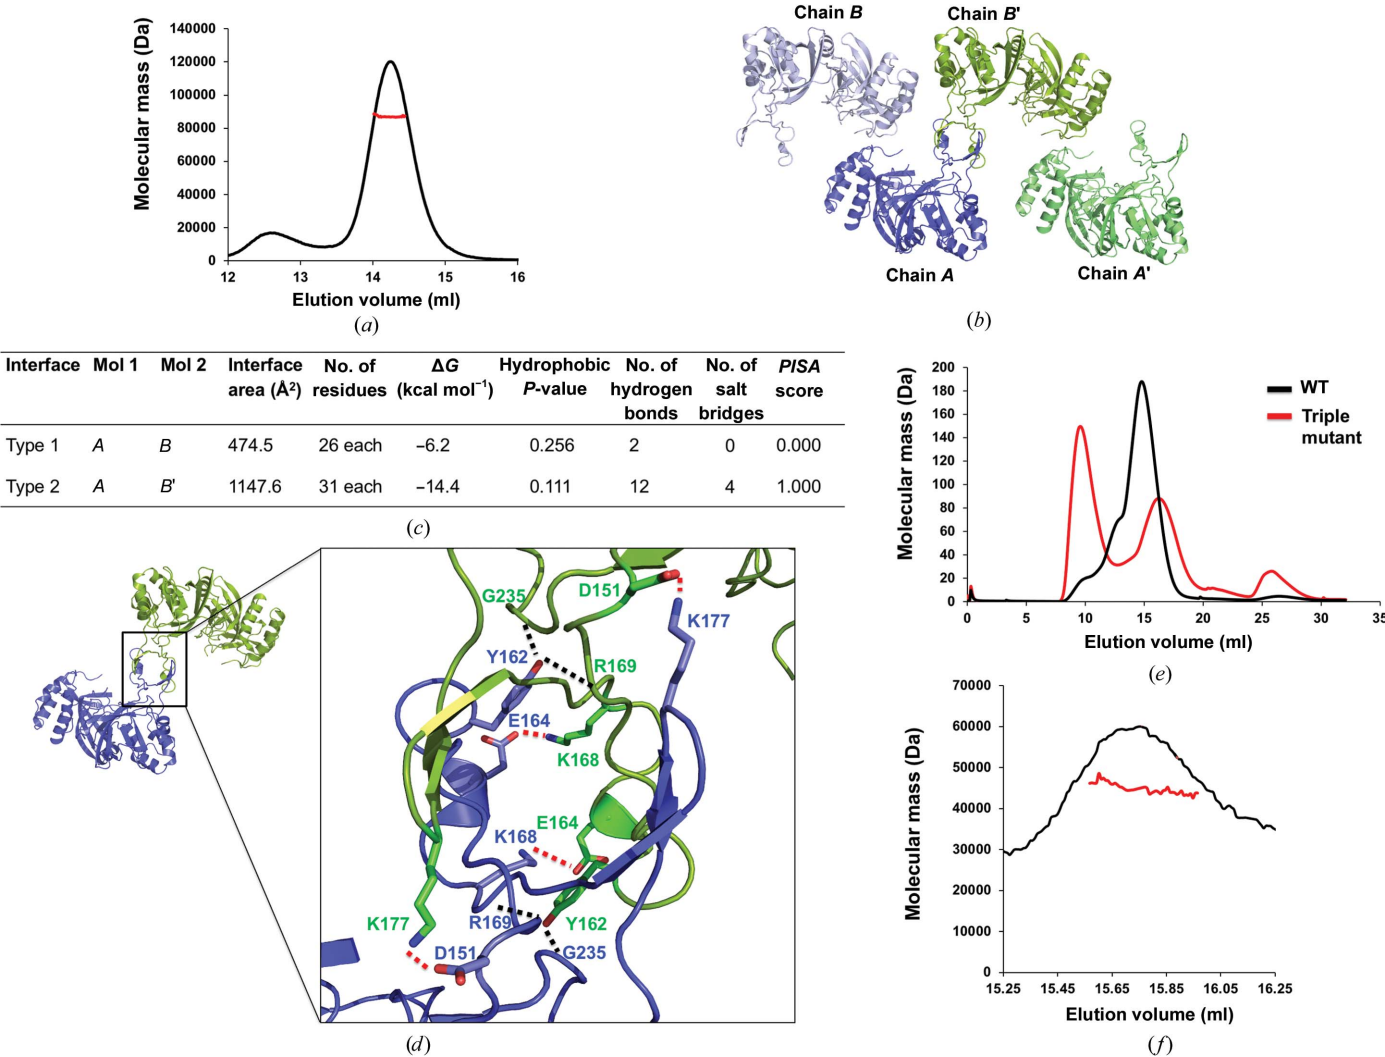 Molecular mass (Da)
140000
120000
100000
80000
60000
40000
20000
0
12 13 14 15 16
Elution volume (ml)
(a)
Chain B
Chain B'
Chain A
Chain A'
(b)
Interface Mol 1 Mol 2 Interface area (Å²) No. of residues ΔG (kcal mol⁻¹) Hydrophobic P-value No. of hydrogen bonds No. of salt bridges PISA score
Type 1 A B 474.5 26 each −6.2 0.256 2 0 0.000
Type 2 A B' 1147.6 31 each −14.4 0.111 12 4 1.000
(c)
G235
D151
K177
Y162
R169
E164
K168
E164
K168
K177
R169
Y162
D151
G235
(d)
Molecular mass (Da)
200
180
160
140
120
100
80
60
40
20
0
0 5 10 15 20 25 30 35
Elution volume (ml)
WT
Triple
mutant
(e)
Molecular mass (Da)
70000
60000
50000
40000
30000
20000
10000
0
15.25 15.45 15.65 15.85 16.05 16.25
Elution volume (ml)
(f)